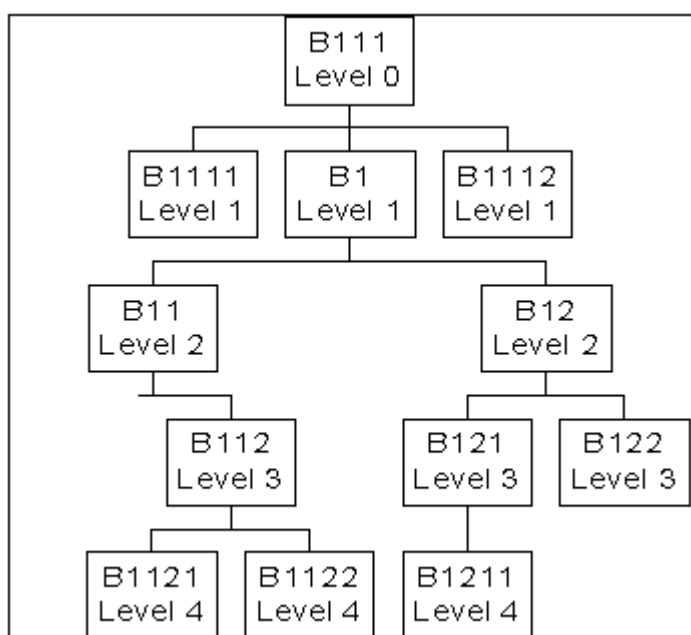 B111
Level 0
B1111
Level 1
B1
Level 1
B1112
Level 1
B11
Level 2
B12
Level 2
B112
Level 3
B121
Level 3
B122
Level 3
B1121
Level 4
B1122
Level 4
B1211
Level 4